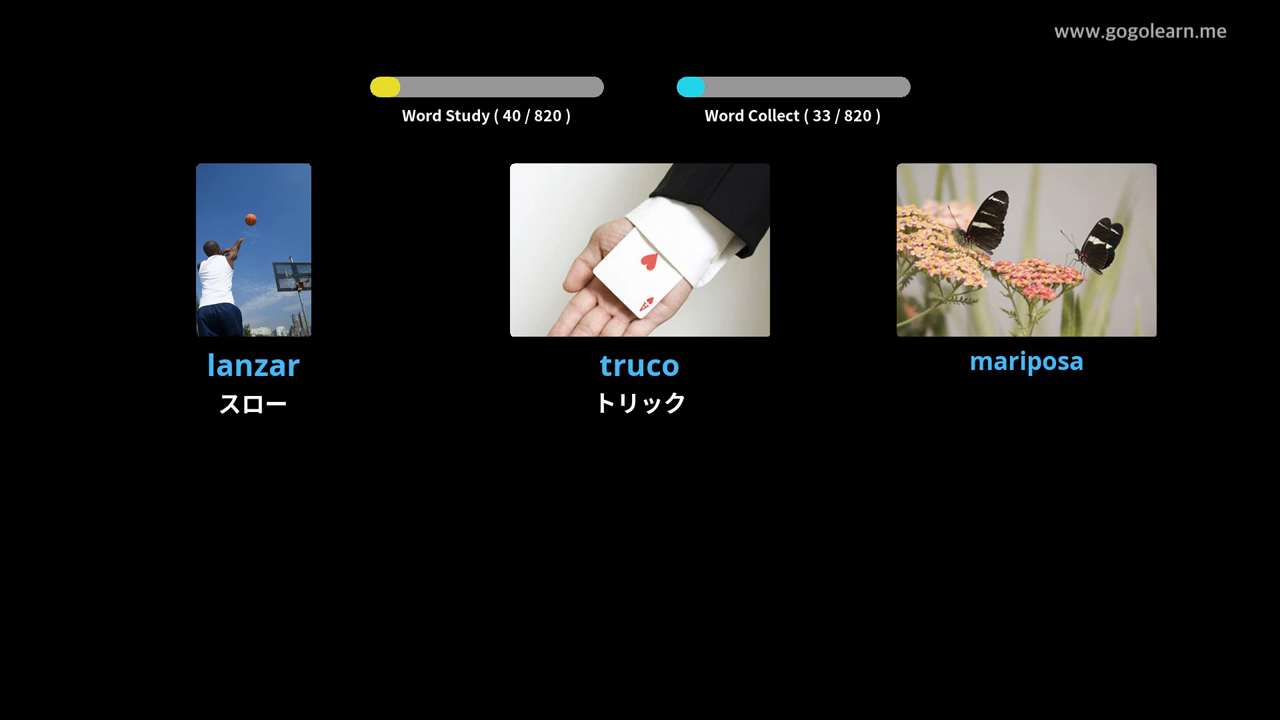 www.gogolearn.me
Word Study ( 40 / 820 )
Word Collect ( 33 / 820 )
lanzar
スロー
truco
トリック
mariposa